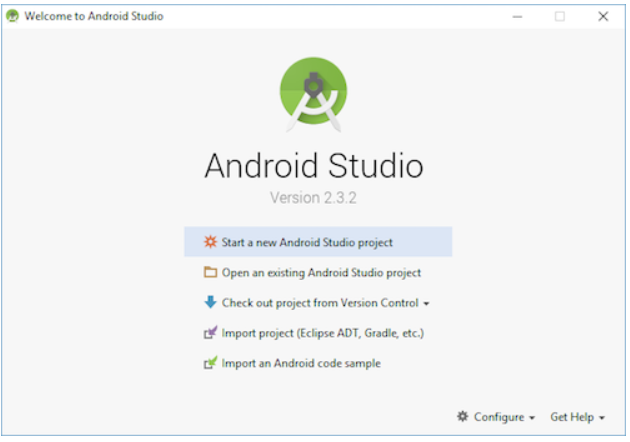 Welcome to Android Studio
Android Studio
Version 2.3.2
Start a new Android Studio project
Open an existing Android Studio project
Check out project from Version Control
Import project (Eclipse ADT, Gradle, etc.)
Import an Android code sample
Configure Get Help